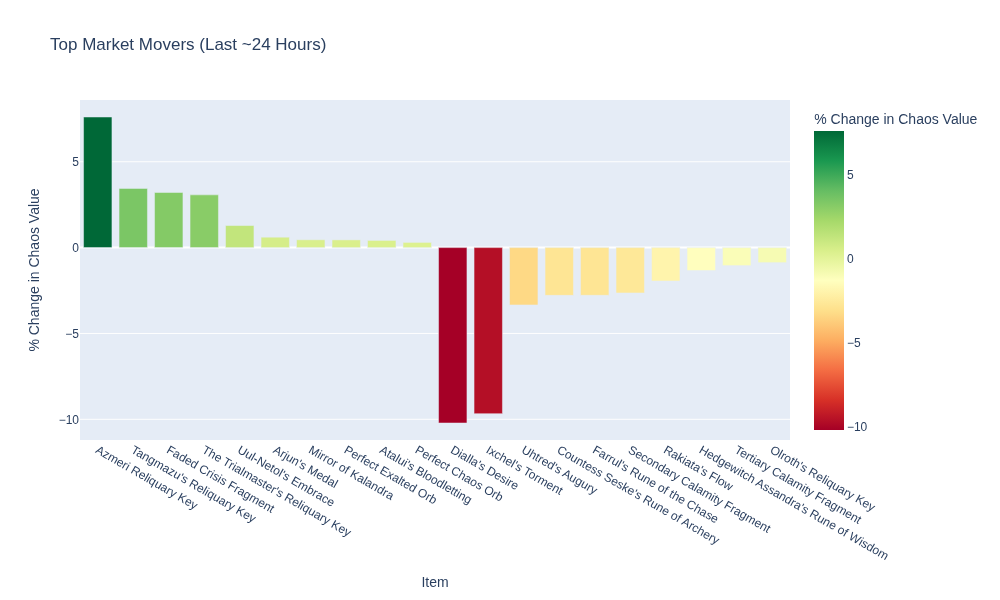 Top Market Movers (Last ~24 Hours)
% Change in Chaos Value
5
0
−5
−10
% Change in Chaos Value
5
0
−5
−10
Azmeri Reliquary Key
Tangmazu's Reliquary Key
Faded Crisis Fragment
The Trialmaster's Reliquary Key
Uul-Netol's Embrace
Arjun's Medal
Mirror of Kalandra
Perfect Exalted Orb
Atalui's Bloodletting
Perfect Chaos Orb
Dialla's Desire
Ixchel's Torment
Uhtred's Augury
Countess Seske's Rune of Archery
Farrul's Rune of the Chase
Secondary Calamity Fragment
Rakiata's Flow
Hedgewitch Assandra's Rune of Wisdom
Tertiary Calamity Fragment
Olroth's Reliquary Key
Item